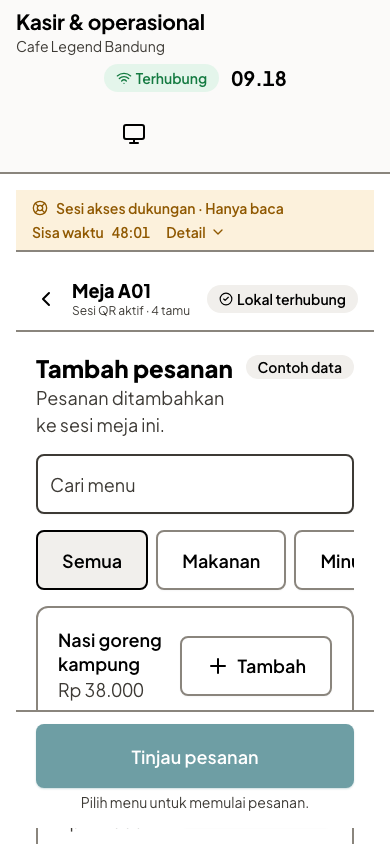 Kasir & operasional
Cafe Legend Bandung
Terhubung 09.18
Sesi akses dukungan · Hanya baca
Sisa waktu 48:01 Detail
Meja A01
Sesi QR aktif · 4 tamu
Lokal terhubung
Tambah pesanan
Contoh data
Pesanan ditambahkan
ke sesi meja ini.
Cari menu
Semua
Makanan
Minu
Nasi goreng
kampung
Rp 38.000
Tambah
Tinjau pesanan
Pilih menu untuk memulai pesanan.